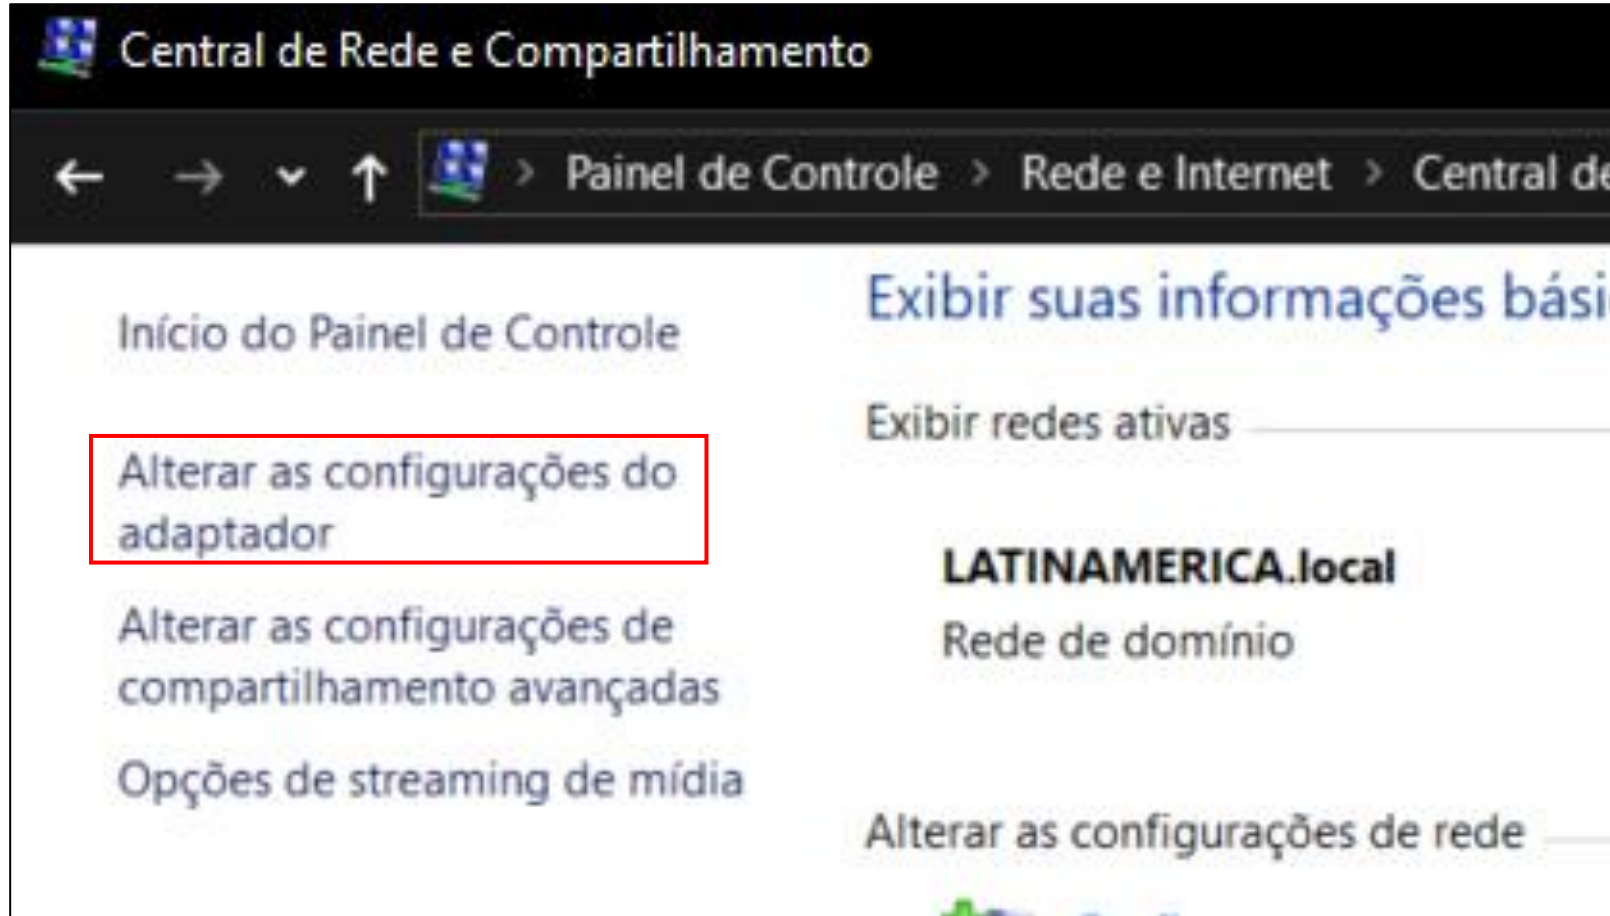 Central de Rede e Compartilhamento
Painel de Controle > Rede e Internet > Central de
Início do Painel de Controle
Exibir suas informações
Exibir redes ativas
Alterar as configurações do
adaptador
LATINAMERICA.local
Rede de domínio
Alterar as configurações de
compartilhamento avançadas
Opções de streaming de mídia
Alterar as configurações de rede